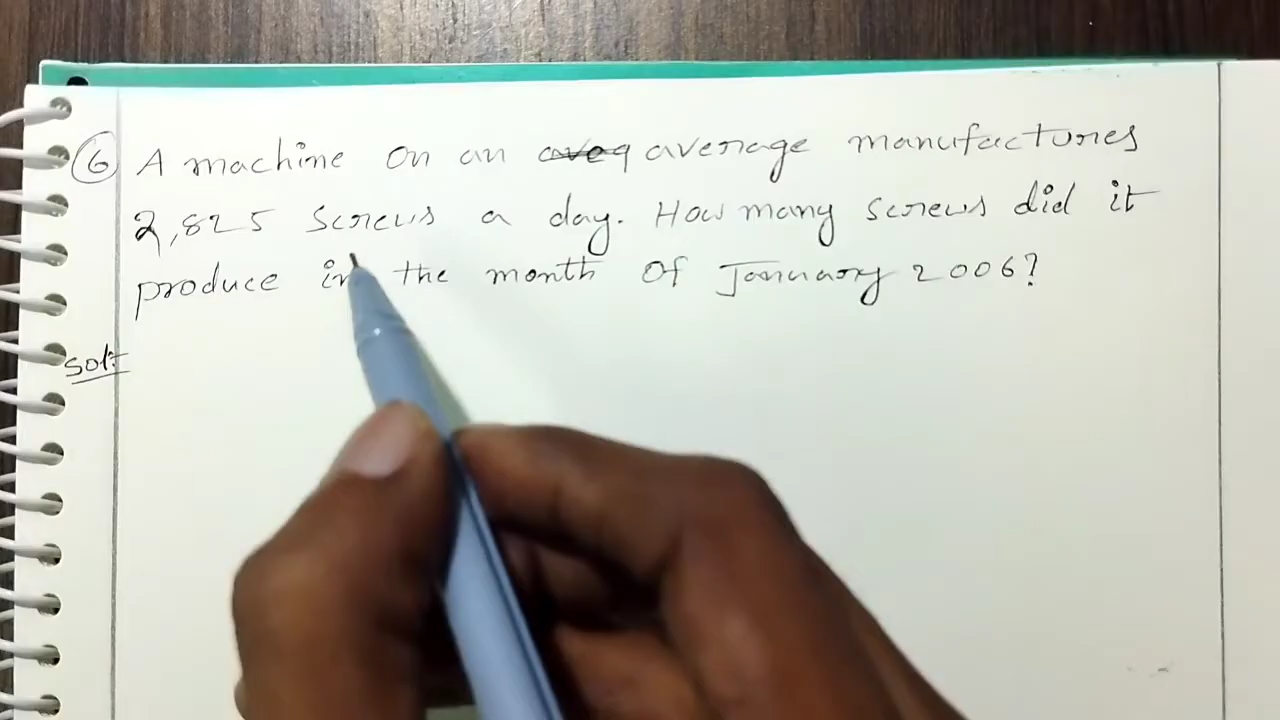 6 A machine on an aveg average manufactures
2,825 screws a day. How many screws did it
produce in the month of January 2006?
Sol: